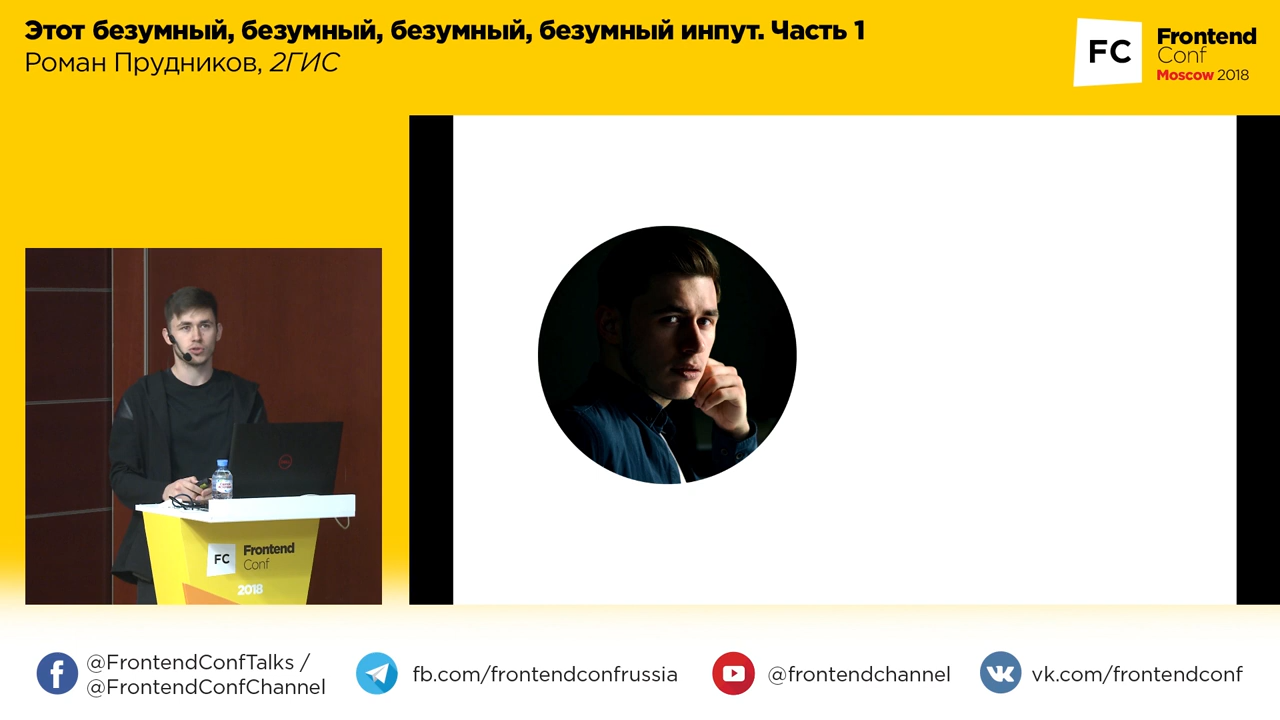 Этот безумный, безумный, безумный, безумный инпут. Часть 1
Роман Прудников, 2ГИС
FC
Frontend
Conf
Moscow 2018
FC
Frontend
Conf
2018
@FrontendConfTalks /
@FrontendConfChannel
fb.com/frontendconfrussia
@frontendchannel
vk.com/frontendconf